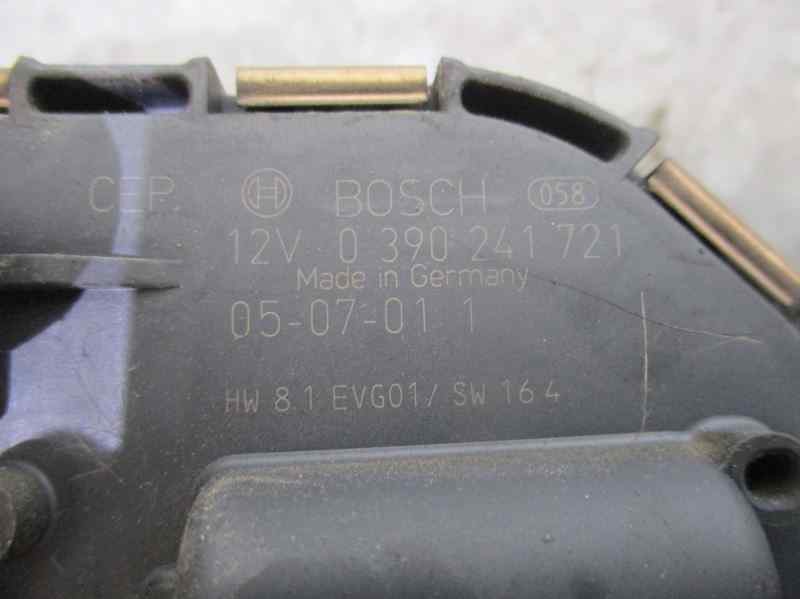 CEP. H BOSCH 058
12V 0 390 241 721
Made in Germany
05-07-01 1
HW 8.1 EVG01/ SW 16.4